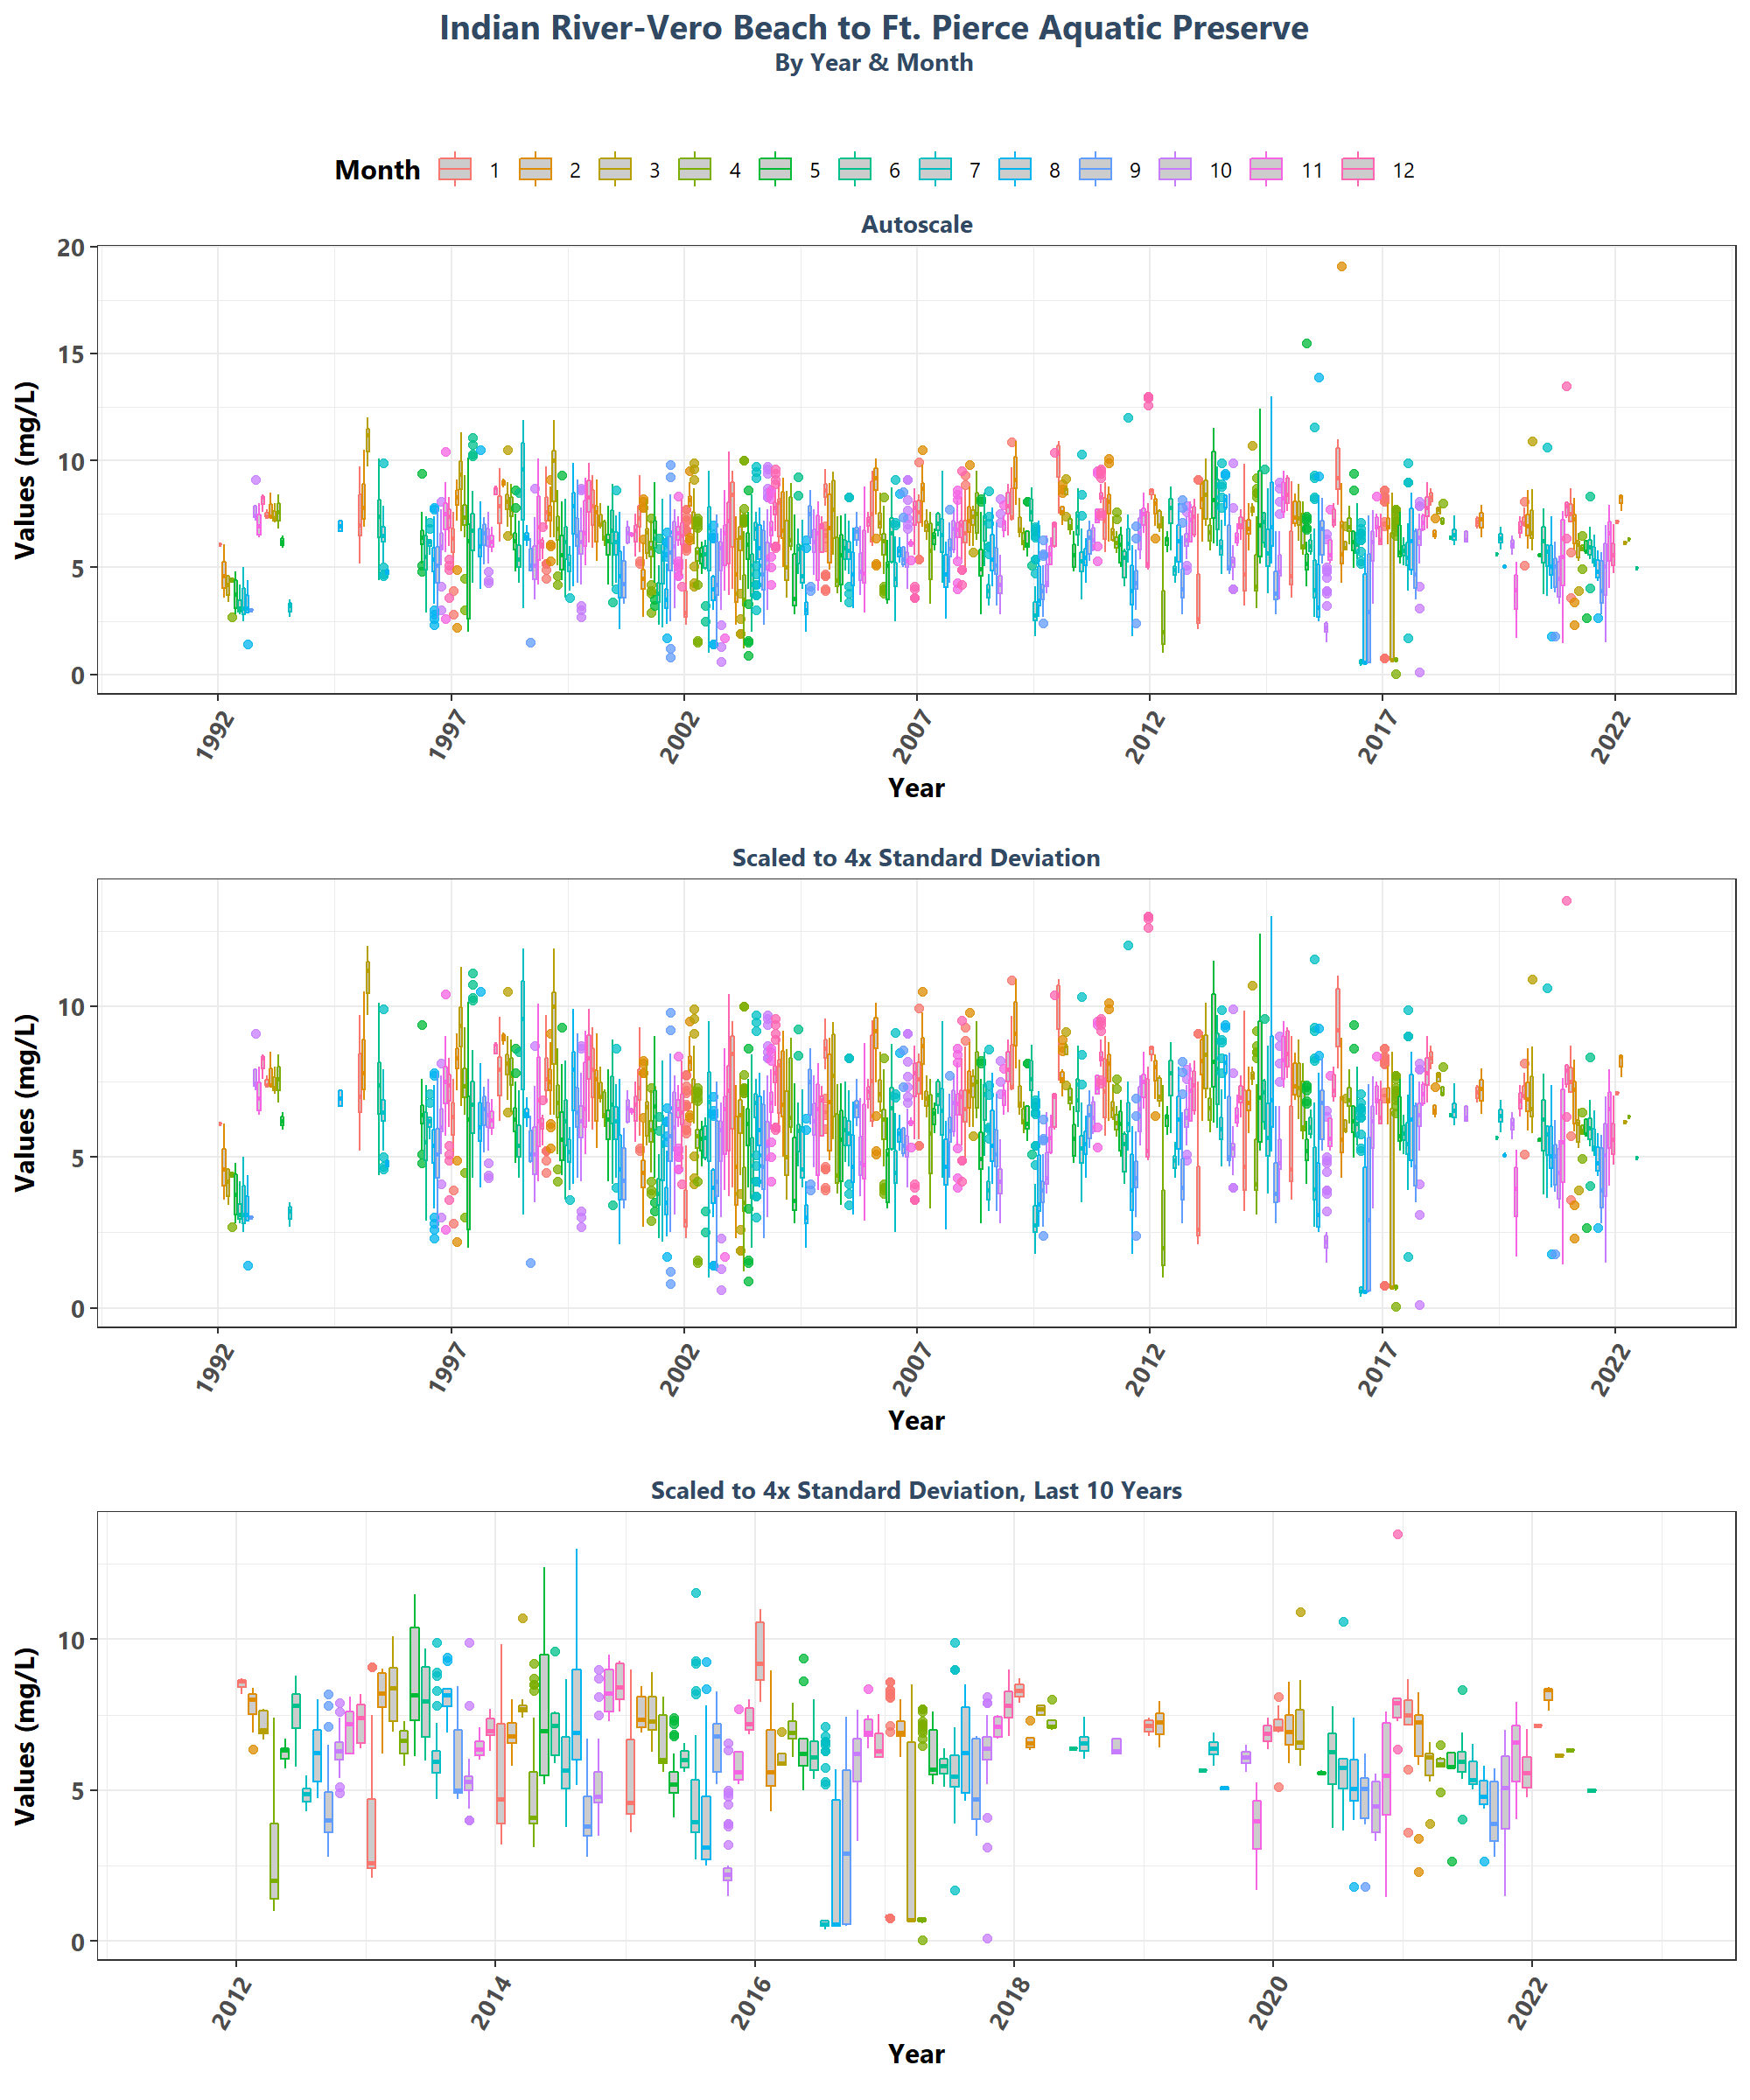 Indian River-Vero Beach to Ft. Pierce Aquatic Preserve
By Year & Month
Month 1 2 3 4 5 6 7 8 9 10 11 12
Autoscale
Values (mg/L)
20
15
10
5
0
1992 1997 2002 2007 2012 2017 2022
Year
Scaled to 4x Standard Deviation
Values (mg/L)
10
5
0
1992 1997 2002 2007 2012 2017 2022
Year
Scaled to 4x Standard Deviation, Last 10 Years
Values (mg/L)
10
5
0
2012 2014 2016 2018 2020 2022
Year